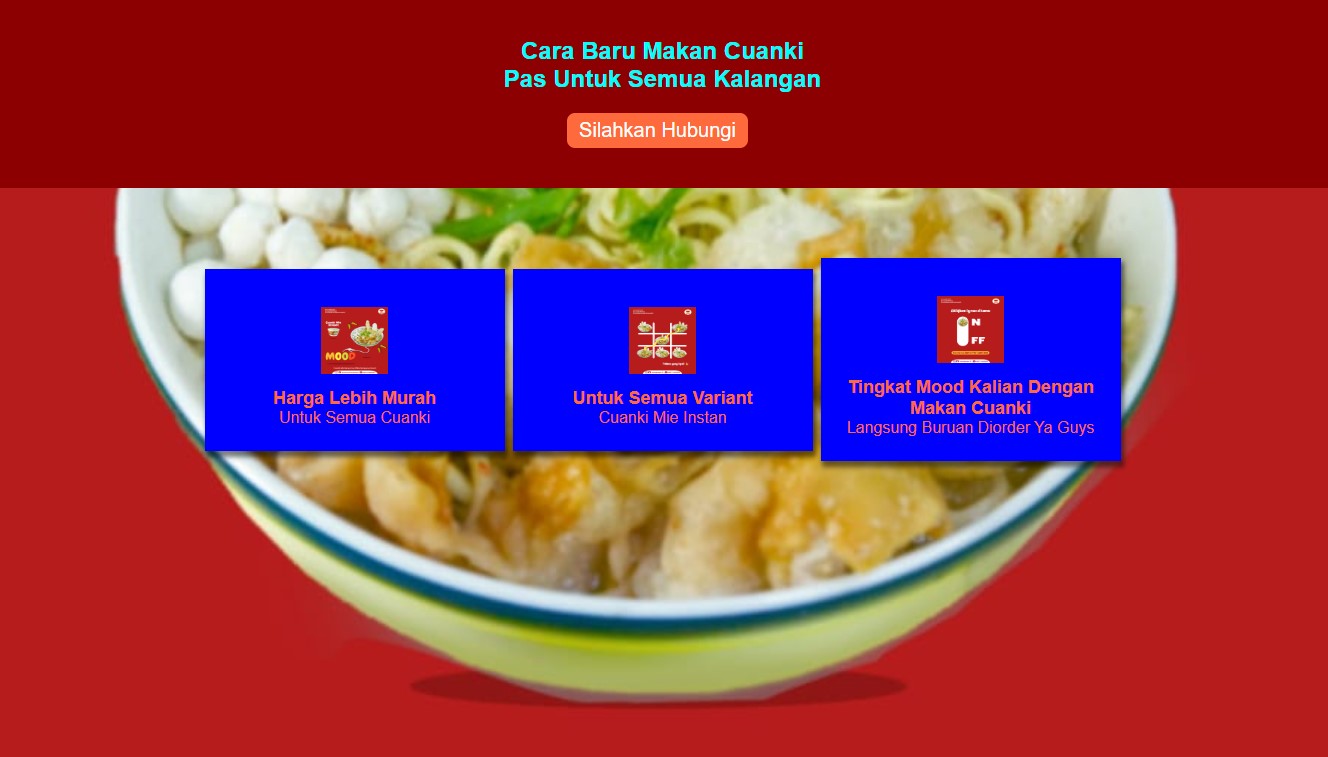 Cara Baru Makan Cuanki
Pas Untuk Semua Kalangan
Silahkan Hubungi
MOOD
Harga Lebih Murah
Untuk Semua Cuanki
Untuk Semua Variant
Cuanki Mie Instan
N
FF
Tingkat Mood Kalian Dengan
Makan Cuanki
Langsung Buruan Diorder Ya Guys